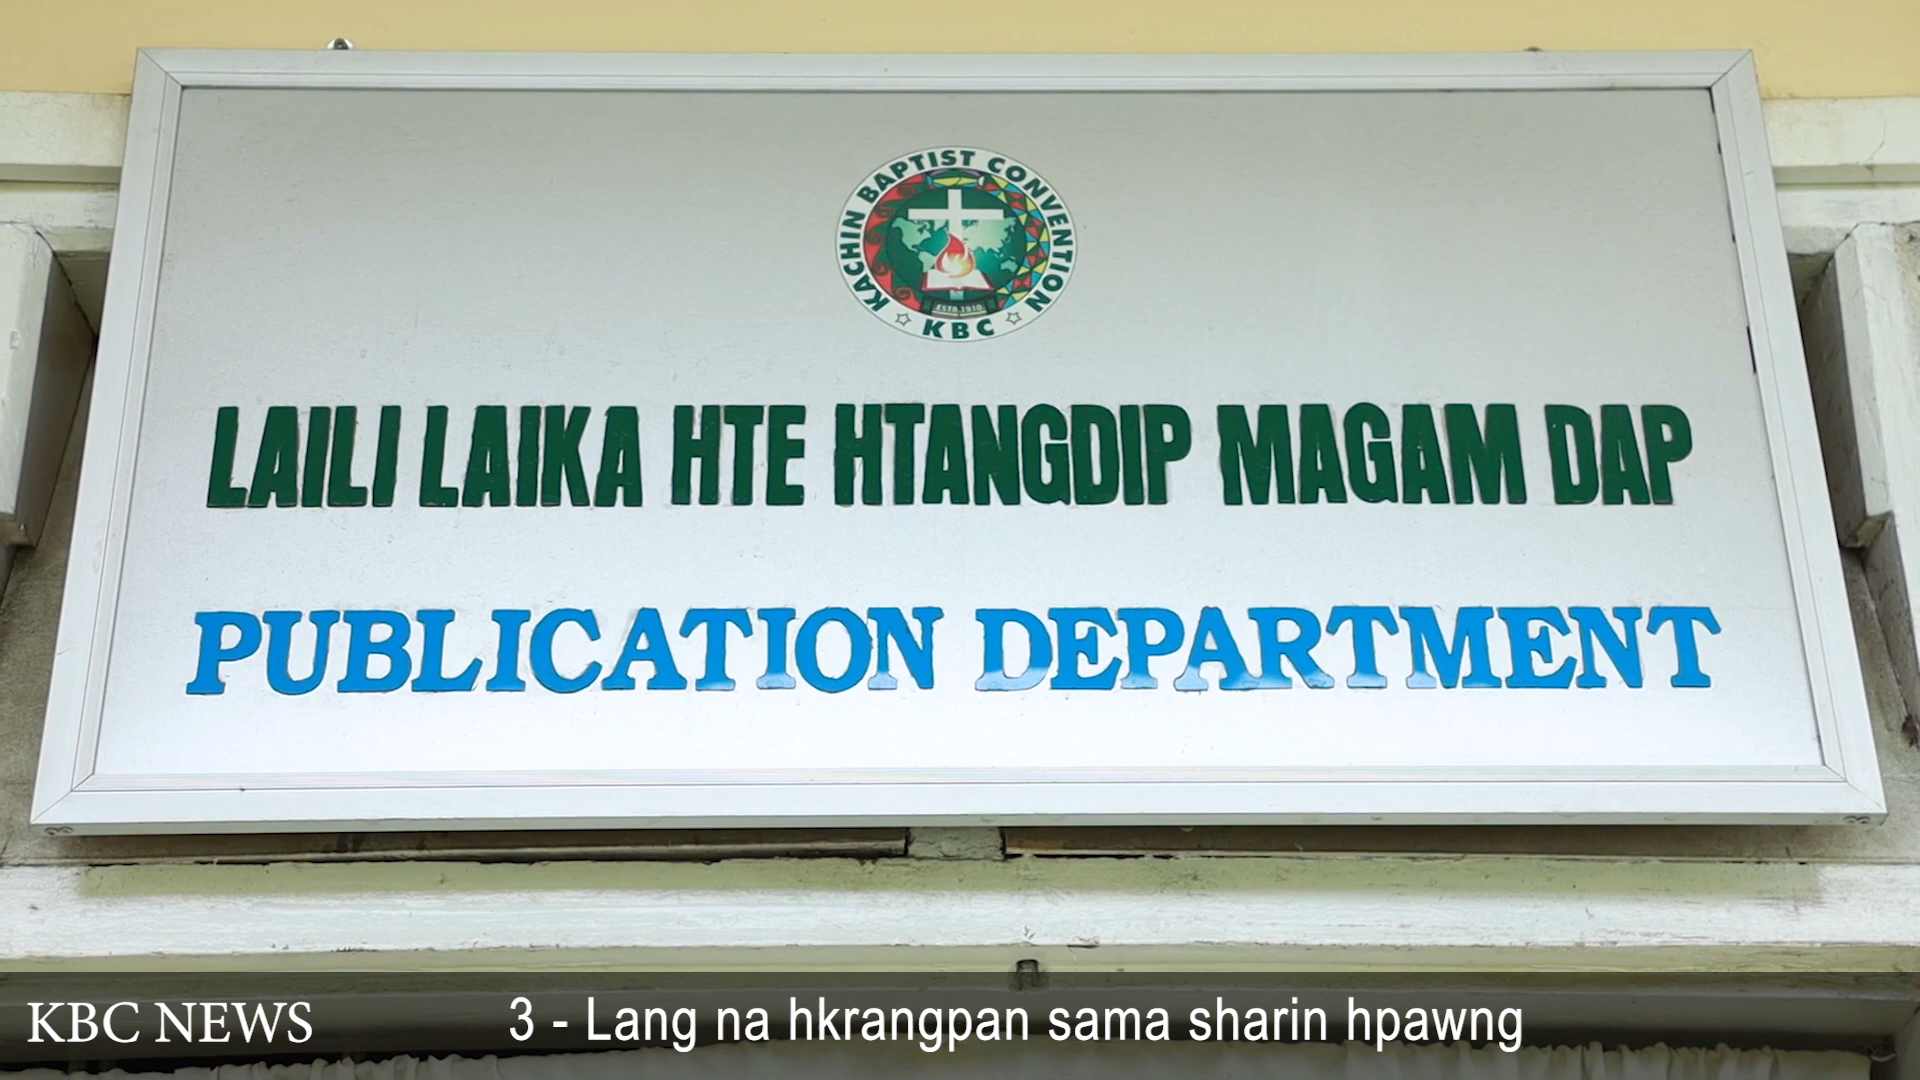 KACHIN BAPTIST CONVENTION
ESTD.1910
KBC
LAILI LAIKA HTE HTANGDIP MAGAM DAP
PUBLICATION DEPARTMENT
KBC NEWS
3 - Lang na hkrangpan sama sharin hpawng